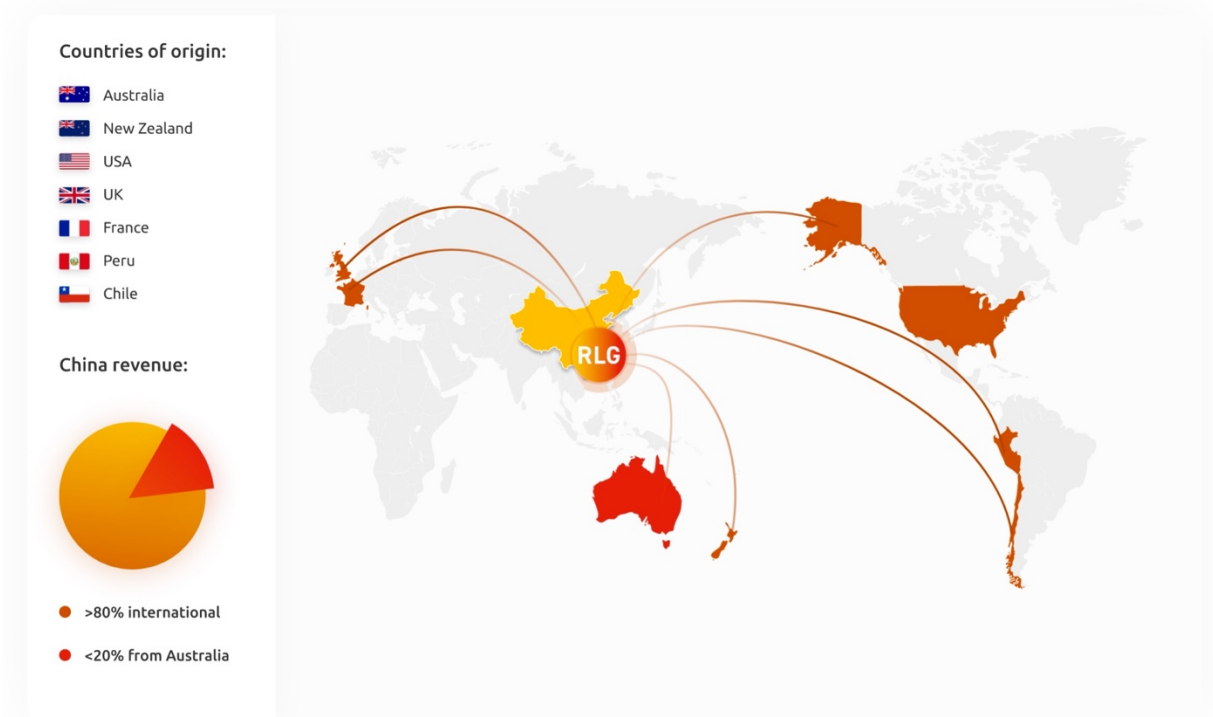 Countries of origin:
Australia
New Zealand
USA
UK
France
Peru
Chile
China revenue:
>80% international
<20% from Australia
RLG